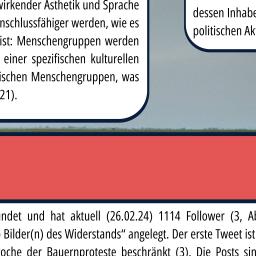 wirkender Ästhetik und Sprache
nschlussfähiger werden, wie es
ist: Menschengruppen werden
einer spezifischen kulturellen
ischen Menschengruppen, was
21).
dessen Inhabe
politischen Ak
ndet und hat aktuell (26.02.24) 1114 Follower (3, Ab
Bilder(n) des Widerstands“ angelegt. Der erste Tweet ist
oche der Bauernproteste beschränkt (3). Die Posts sin